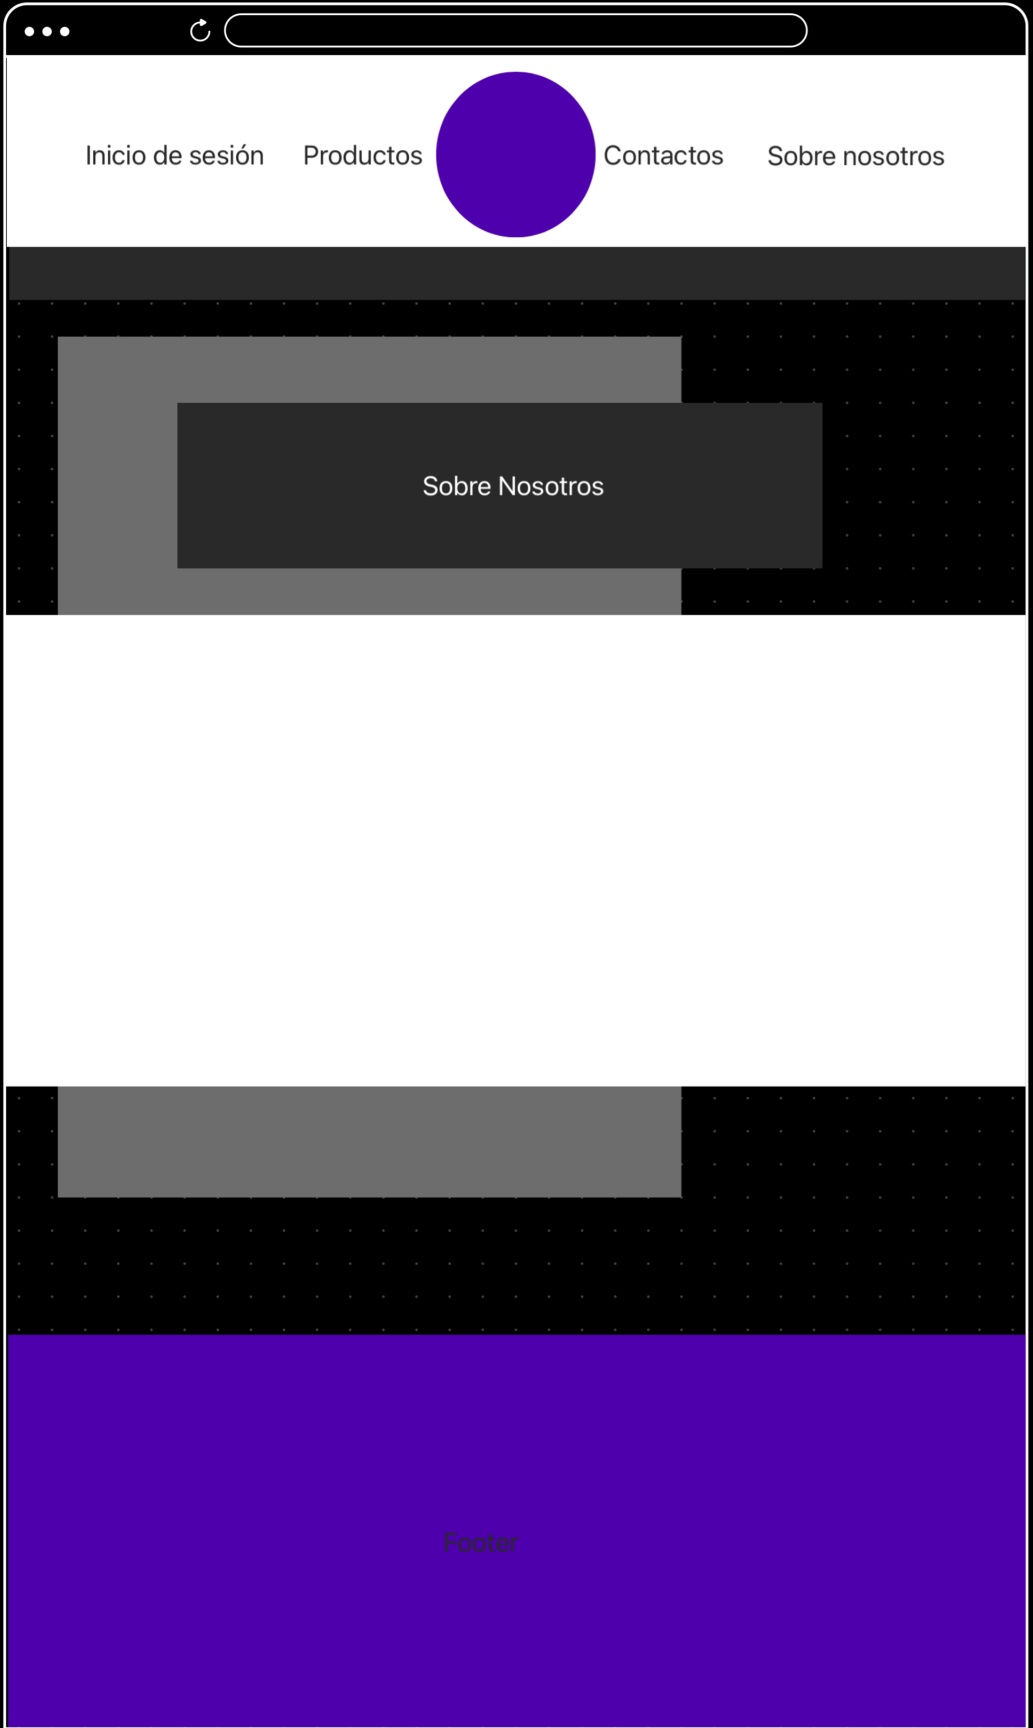 Inicio de sesión
Productos
Contactos
Sobre nosotros
Sobre Nosotros
Footer